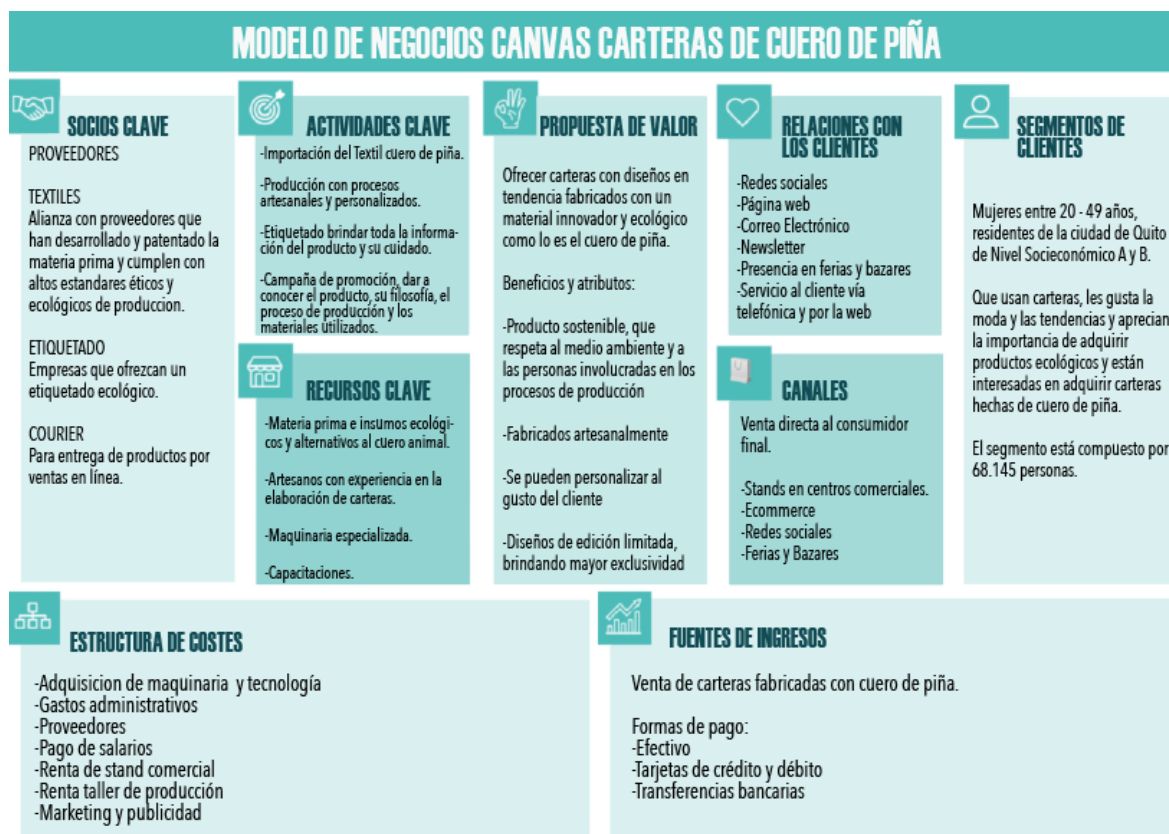 MODELO DE NEGOCIOS CANVAS CARTERAS DE CUERO DE PIÑA
SOCIOS CLAVE
PROVEEDORES
TEXTILES
Alianza con proveedores que
han desarrollado y patentado la
materia prima y cumplen con
altos estandares éticos y
ecológicos de produccion.
ETIQUETADO
Empresas que ofrezcan un
etiquetado ecológico.
COURIER
Para entrega de productos por
ventas en línea.
ACTIVIDADES CLAVE
-Importación del Textil cuero de piña.
-Producción con procesos
artesanales y personalizados.
-Etiquetado brindar toda la informa-
ción del producto y su cuidado.
-Campaña de promoción, dar a
conocer el producto, su filosofía, el
proceso de producción y los
materiales utilizados.
RECURSOS CLAVE
-Materia prima e insumos ecológi-
cos y alternativos al cuero animal.
-Artesanos con experiencia en la
elaboración de carteras.
-Maquinaria especializada.
-Capacitaciones.
PROPUESTA DE VALOR
Ofrecer carteras con diseños en
tendencia fabricados con un
material innovador y ecológico
como lo es el cuero de piña.
Beneficios y atributos:
-Producto sostenible, que
respeta al medio ambiente y a
las personas involucradas en los
procesos de producción
-Fabricados artesanalmente
-Se pueden personalizar al
gusto del cliente
-Diseños de edición limitada,
brindando mayor exclusividad
RELACIONES CON
LOS CLIENTES
-Redes sociales
-Página web
-Correo Electrónico
-Newsletter
-Presencia en ferias y bazares
-Servicio al cliente vía
telefónica y por la web
CANALES
Venta directa al consumidor
final.
-Stands en centros comerciales.
-Ecommerce
-Redes sociales
-Ferias y Bazares
SEGMENTOS DE
CLIENTES
Mujeres entre 20 - 49 años,
residentes de la ciudad de Quito
de Nivel Socieconómico A y B.
Que usan carteras, les gusta la
moda y las tendencias y aprecian
la importancia de adquirir
productos ecológicos y están
interesadas en adquirir carteras
hechas de cuero de piña.
El segmento está compuesto por
68.145 personas.
ESTRUCTURA DE COSTES
-Adquisicion de maquinaria y tecnología
-Gastos administrativos
-Proveedores
-Pago de salarios
-Renta de stand comercial
-Renta taller de producción
-Marketing y publicidad
FUENTES DE INGRESOS
Venta de carteras fabricadas con cuero de piña.
Formas de pago:
-Efectivo
-Tarjetas de crédito y débito
-Transferencias bancarias